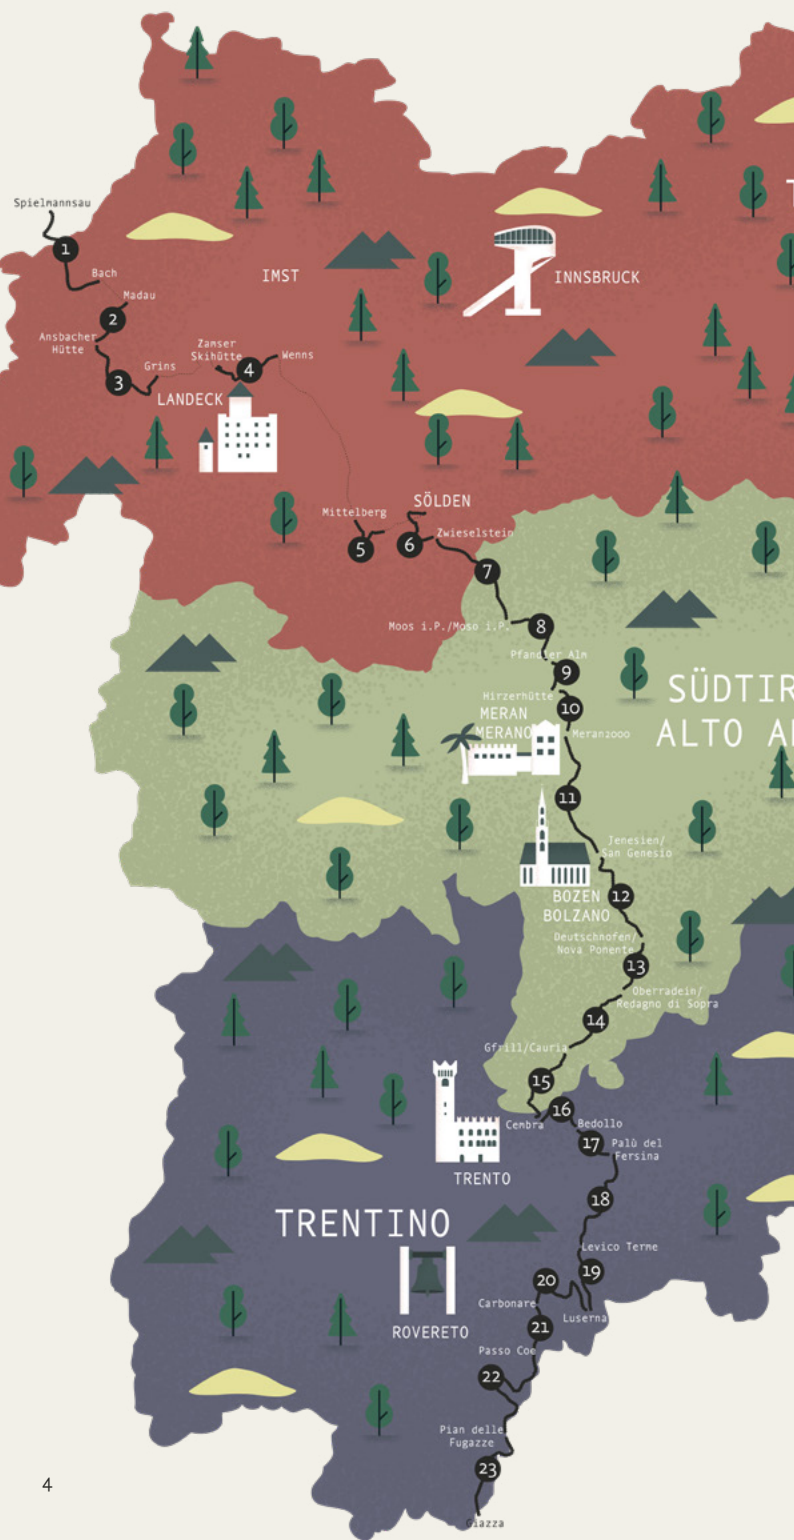 Spielmannsau
1
Bach
IMST
INNSBRUCK
Madau
2
Ansbacher
Hütte
Zamser
Skihütte
Wenns
Grins
4
3
LANDECK
SÖLDEN
Mittelberg
Zwieselstein
5
6
7
Moos i.P./Moso i.P.
8
Pfandler Alm
9
SÜDTIR
ALTO A
Hirzerhütte
10
MERAN
MERANO
Meran2000
11
Jenesien/
San Genesio
BOZEN
BOLZANO
12
Deutschnofen/
Nova Ponente
13
Oberradein/
Redagno di Sopra
14
Gfrill/Cauria
15
16
Cembra
Bedollo
17
Palù del
Fersina
TRENTO
18
TRENTINO
Levico Terme
19
20
Carbonare
Luserna
ROVERETO
21
Passo Coe
22
Pian delle
Fugazze
23
4
Giazza